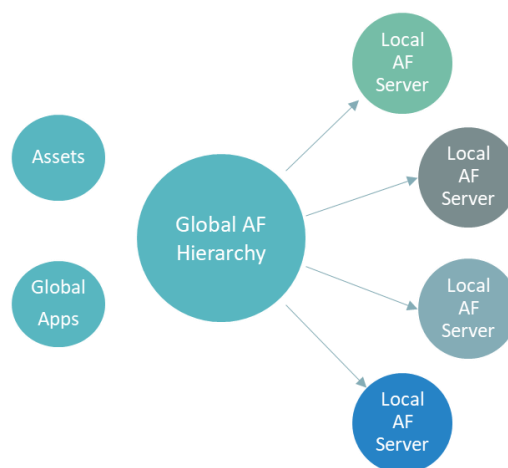 Local
AF
Server
Assets
Local
AF
Server
Global AF
Hierarchy
Global
Apps
Local
AF
Server
Local
AF
Server